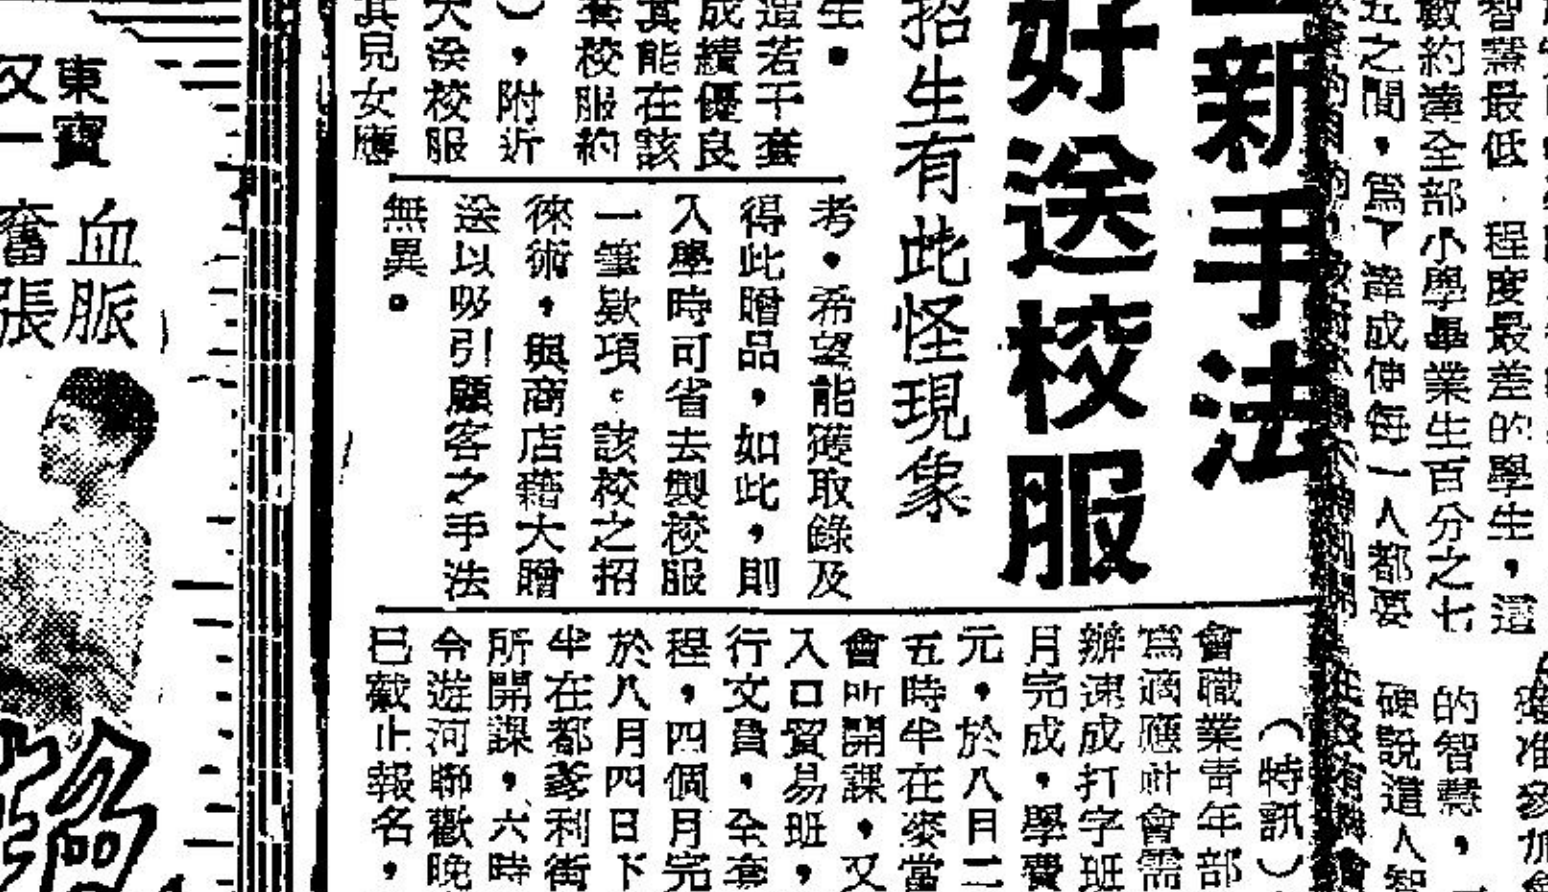 智慧最低．程度最差的學生，這
數約達全部小學畢業生百分之七
五之間，爲了達成使每一人都要
的智慧，
硬說這人智
新手法
好送校服
招生有此怪現象
生．
造若干套
成績優良
其能在該
套校服約
），附近
大送校服
其兒女應
考．希望能獲取錄及
得此贈品，如此，則
入學時可省去製校服
一筆欵項。該校之招
徠術，與商店藉大贈
送以吸引顧客之手法
無異。
（特訊）
會職業青年部
爲適應社會需
辦速成打字班
月完成，學費
元，於八月二
五時半在麥當
會所開課，又
入口貿易班，
行文員，全套
程，四個月完
於八月四日下
半在都爹利街
所開課，六時
令遊河聯歡晚
已截止報名，
東寶
又一
血脈
奮張